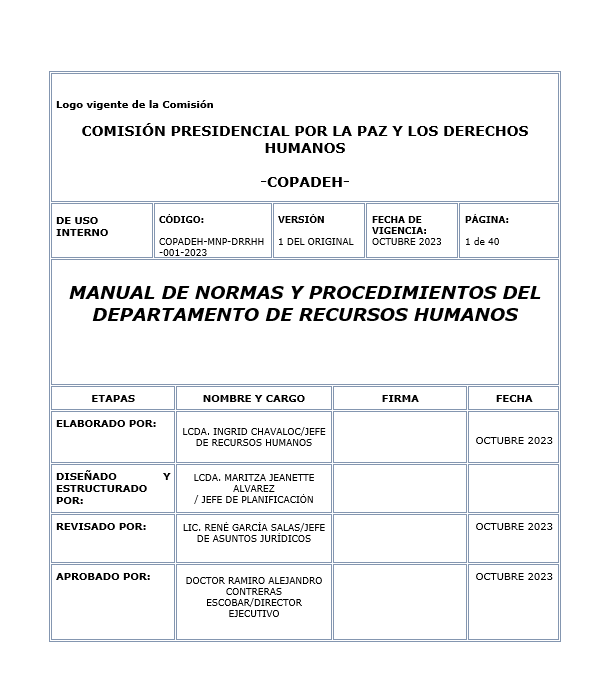 Logo vigente de la Comisión
COMISIÓN PRESIDENCIAL POR LA PAZ Y LOS DERECHOS
HUMANOS
-COPADEH-
DE USO
INTERNO
CÓDIGO:
COPADEH-MNP-DRRHH
-001-2023
VERSIÓN
1 DEL ORIGINAL
FECHA DE
VIGENCIA:
OCTUBRE 2023
PÁGINA:
1 de 40
MANUAL DE NORMAS Y PROCEDIMIENTOS DEL
DEPARTAMENTO DE RECURSOS HUMANOS
ETAPAS
NOMBRE Y CARGO
FIRMA
FECHA
ELABORADO POR:
LCDA. INGRID CHAVALOC/JEFE
DE RECURSOS HUMANOS
OCTUBRE 2023
DISEÑADO Y
ESTRUCTURADO
POR:
LCDA. MARITZA JEANETTE
ALVAREZ
/ JEFE DE PLANIFICACIÓN
REVISADO POR:
LIC. RENÉ GARCÍA SALAS/JEFE
DE ASUNTOS JURÍDICOS
OCTUBRE 2023
APROBADO POR:
DOCTOR RAMIRO ALEJANDRO
CONTRERAS
ESCOBAR/DIRECTOR
EJECUTIVO
OCTUBRE 2023